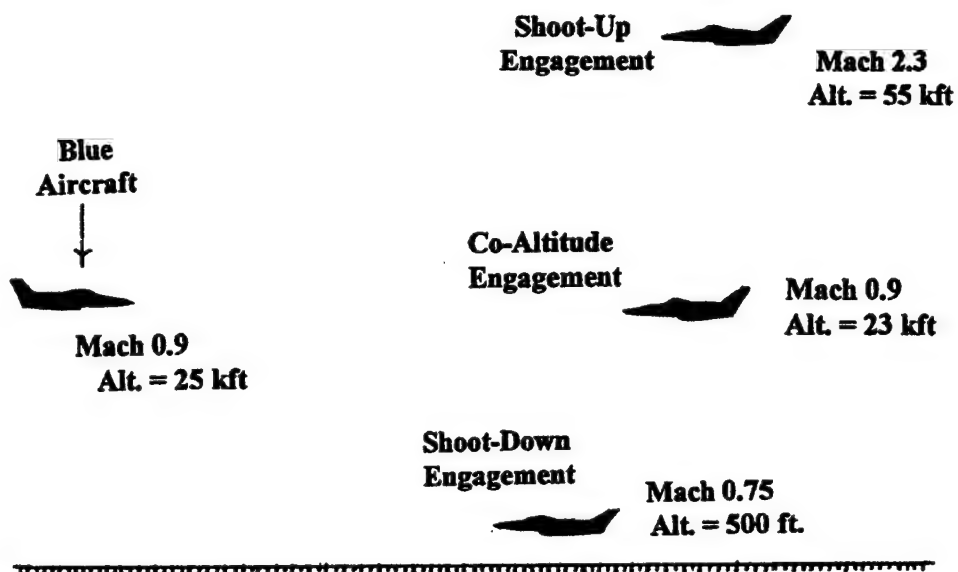 Shoot-Up
Engagement
Mach 2.3
Alt. = 55 kft
Blue
Aircraft
Co-Altitude
Engagement
Mach 0.9
Alt. = 23 kft
Mach 0.9
Alt. = 25 kft
Shoot-Down
Engagement
Mach 0.75
Alt. = 500 ft.